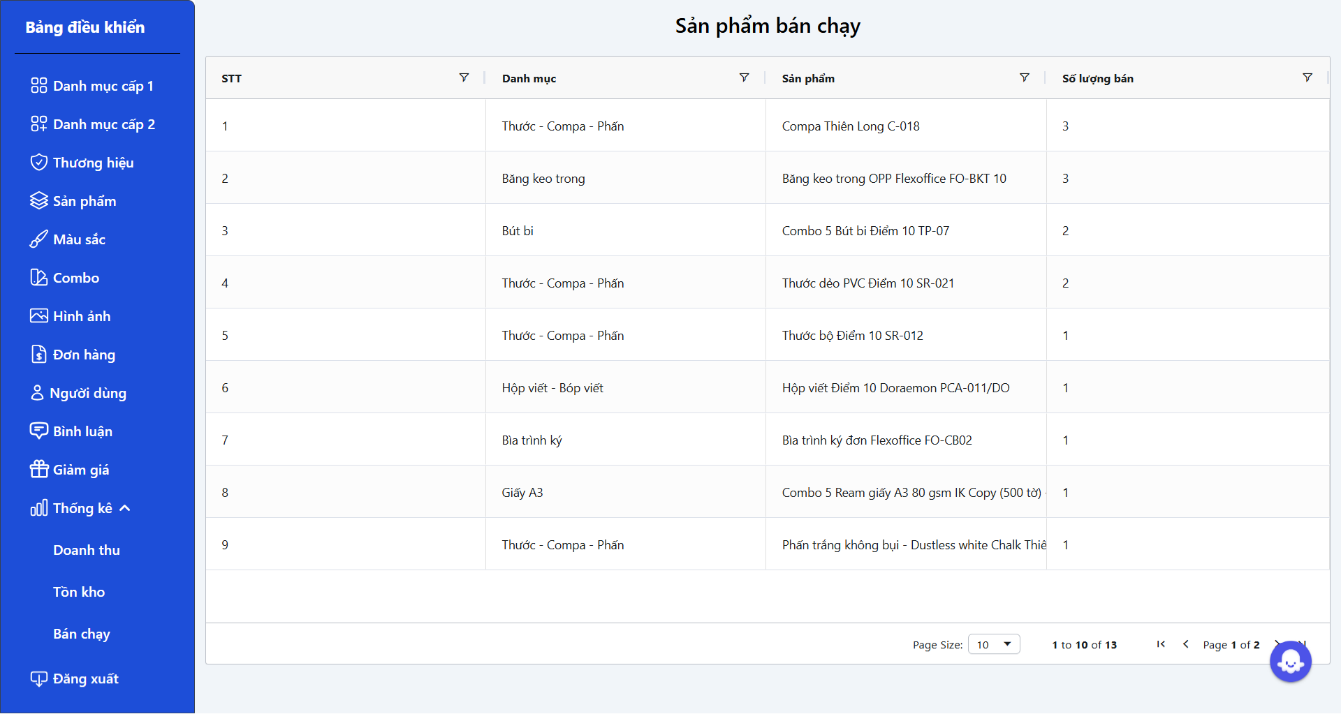 Bảng điều khiển
Danh mục cấp 1
Danh mục cấp 2
Thương hiệu
Sản phẩm
Màu sắc
Combo
Hình ảnh
Đơn hàng
Người dùng
Bình luận
Giảm giá
Thống kê
Doanh thu
Tồn kho
Bán chạy
Đăng xuất
Sản phẩm bán chạy
STT Danh mục Sản phẩm Số lượng bán
1 Thước - Compa - Phấn Compa Thiên Long C-018 3
2 Băng keo trong Băng keo trong OPP Flexoffice FO-BKT 10 3
3 Bút bi Combo 5 Bút bi Điểm 10 TP-07 2
4 Thước - Compa - Phấn Thước dẻo PVC Điểm 10 SR-021 2
5 Thước - Compa - Phấn Thước bộ Điểm 10 SR-012 1
6 Hộp viết - Bóp viết Hộp viết Điểm 10 Doraemon PCA-011/DO 1
7 Bìa trình ký Bìa trình ký đơn Flexoffice FO-CB02 1
8 Giấy A3 Combo 5 Ream giấy A3 80 gsm IK Copy (500 tờ) 1
9 Thước - Compa - Phấn Phấn trắng không bụi - Dustless white Chalk Thiê 1
Page Size: 10 1 to 10 of 13 Page 1 of 2